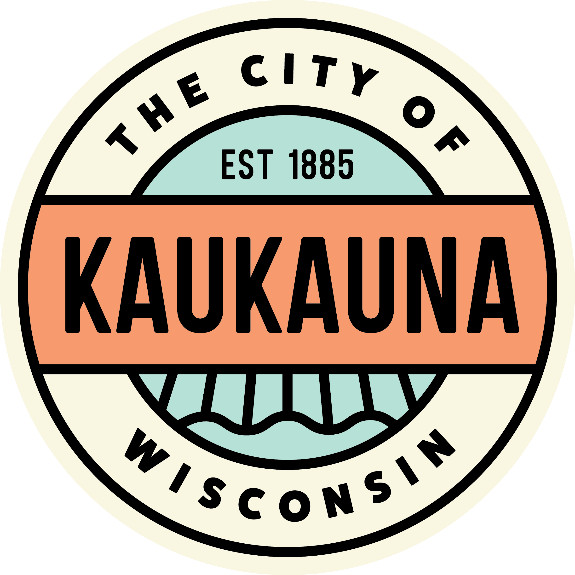 THE CITY OF
EST 1885
KAUKAUNA
WISCONSIN